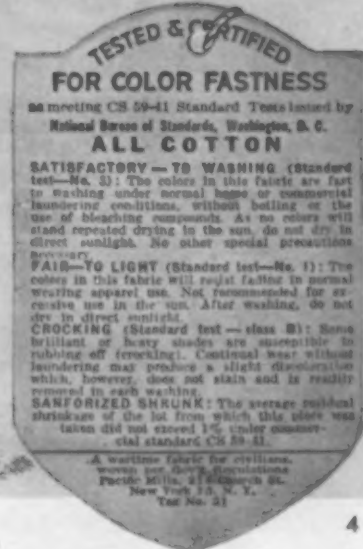 TESTED & CERTIFIED
FOR COLOR FASTNESS
as meeting CS 59-41 Standard Tests issued by
National Bureau of Standards, Washington, D. C.
ALL COTTON
SATISFACTORY — TO WASHING (Standard
test—No. 3): The colors in this fabric are fast
to washing under normal home or commercial
laundering conditions, without boiling or the
use of bleaching compounds. As no colors will
stand repeated drying in the sun, do not dry in
direct sunlight. No other special precautions
necessary.
FAIR—TO LIGHT (Standard test—No. 1): The
colors in this fabric will resist fading in normal
wearing apparel use. Not recommended for ex-
cessive use in the sun. After washing, do not
dry in direct sunlight.
CROCKING (Standard test — class B): Some
brilliant or heavy shades are susceptible to
rubbing off (crocking). Continual wear without
laundering may produce a slight discoloration
which, however, does not stain and is readily
removed in each washing.
SANFORIZED SHRUNK: The average residual
shrinkage of the lot from which this piece was
taken did not exceed 1% under commer-
cial standard CS 59-41.
A wartime fabric for civilians,
woven per Gov't Regulations
Pacific Mills, 214 Church St.
New York 13, N. Y.
Tag No. 21
4